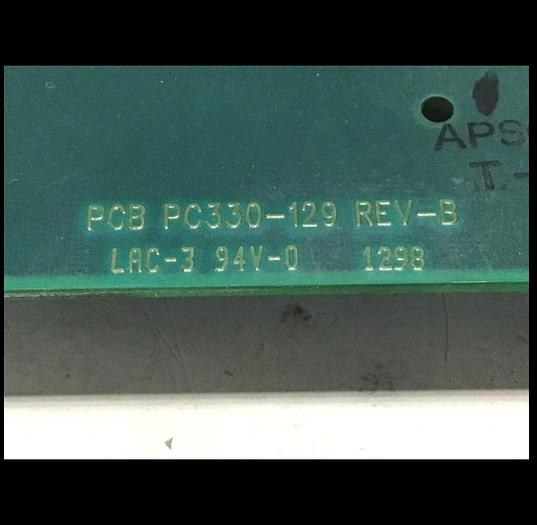 APS
T.-
PCB PC330-129 REV-B
LAC-3 94V-0 1298